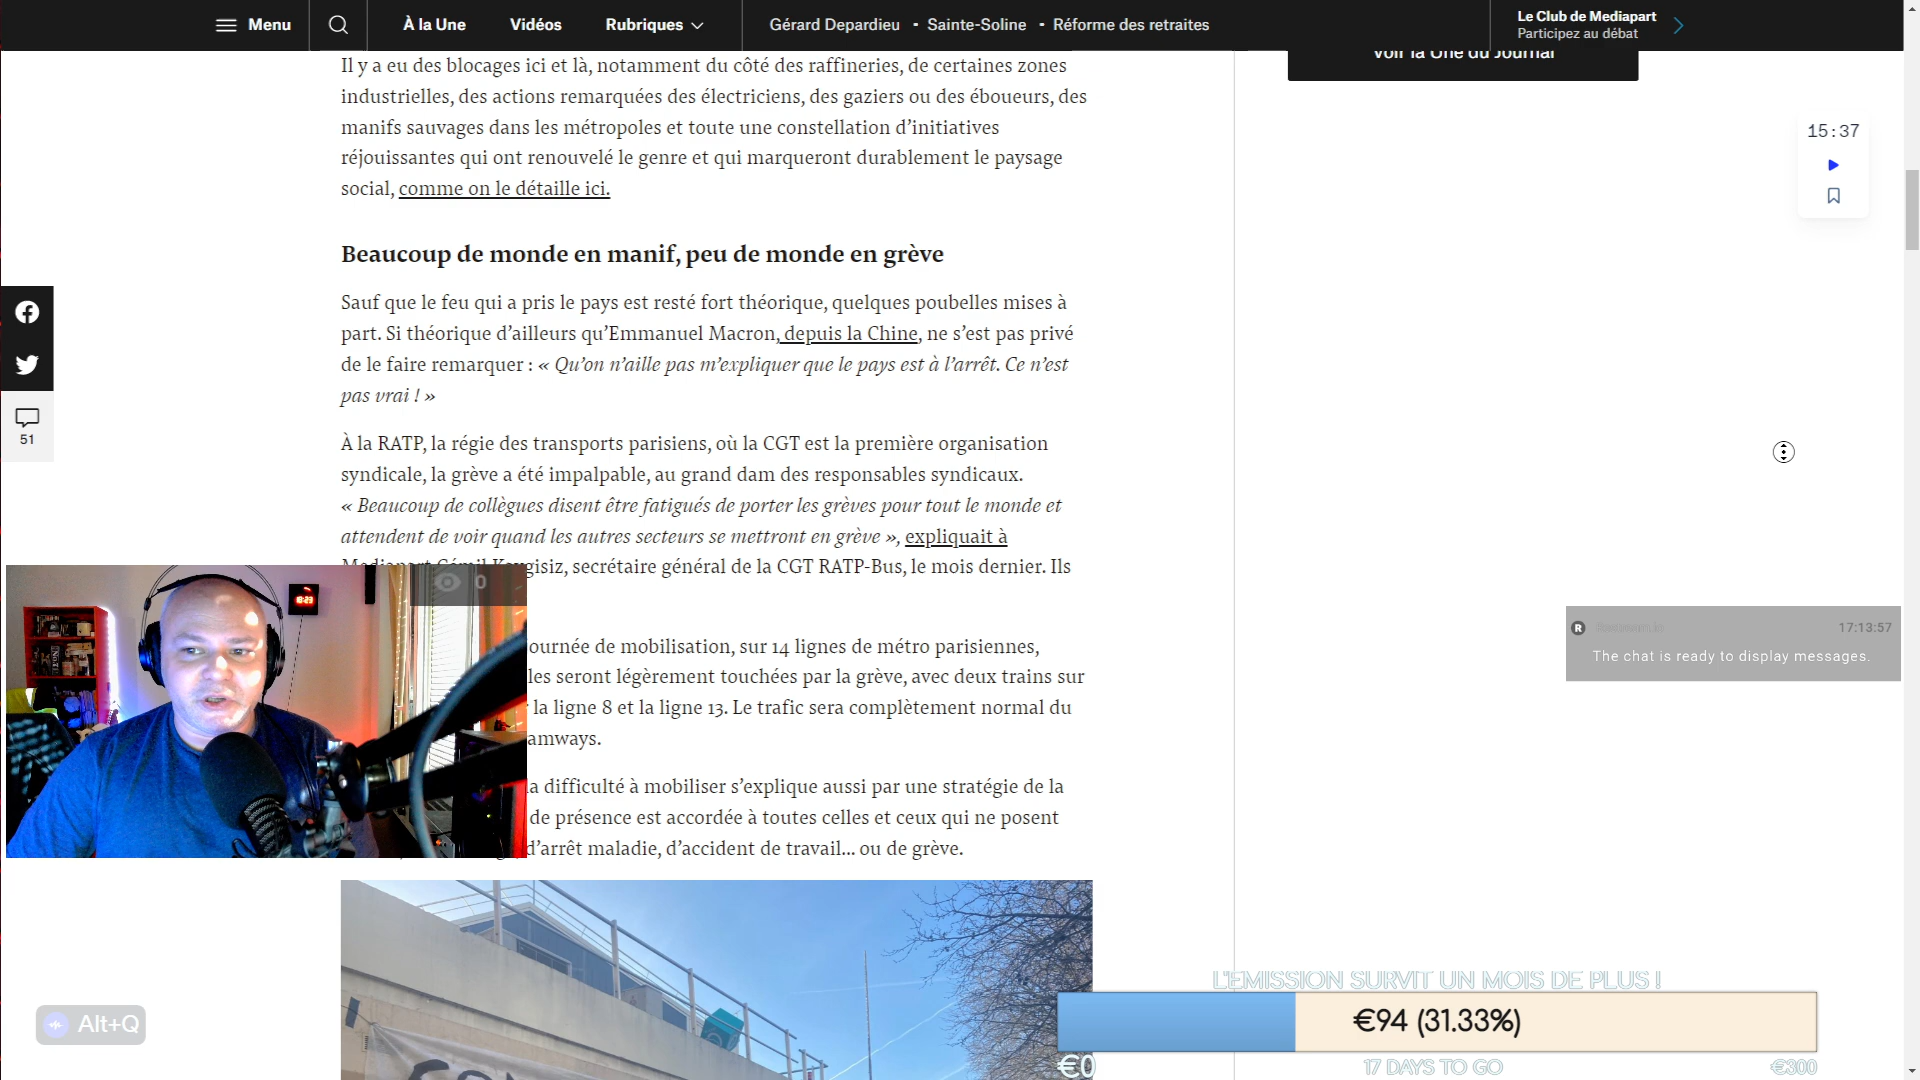 Menu
À la Une
Vidéos
Rubriques
Gérard Depardieu
Sainte-Soline
Réforme des retraites
Le Club de Mediapart
Participez au débat
Voir la Une du Journal
Il y a eu des blocages ici et là, notamment du côté des raffineries, de certaines zones
industrielles, des actions remarquées des électriciens, des gaziers ou des éboueurs, des
manifs sauvages dans les métropoles et toute une constellation d’initiatives
réjouissantes qui ont renouvelé le genre et qui marqueront durablement le paysage
social, comme on le détaille ici.
15:37
Beaucoup de monde en manif, peu de monde en grève
Sauf que le feu qui a pris le pays est resté fort théorique, quelques poubelles mises à
part. Si théorique d’ailleurs qu’Emmanuel Macron, depuis la Chine, ne s’est pas privé
de le faire remarquer : « Qu’on n’aille pas m’expliquer que le pays est à l’arrêt. Ce n’est
pas vrai ! »
51
À la RATP, la régie des transports parisiens, où la CGT est la première organisation
syndicale, la grève a été impalpable, au grand dam des responsables syndicaux.
« Beaucoup de collègues disent être fatigués de porter les grèves pour tout le monde et
attendent de voir quand les autres secteurs se mettront en grève », expliquait à
gisiz, secrétaire général de la CGT RATP-Bus, le mois dernier. Ils
0
ournée de mobilisation, sur 14 lignes de métro parisiennes,
les seront légèrement touchées par la grève, avec deux trains sur
la ligne 8 et la ligne 13. Le trafic sera complètement normal du
amways.
a difficulté à mobiliser s’explique aussi par une stratégie de la
de présence est accordée à toutes celles et ceux qui ne posent
d’arrêt maladie, d’accident de travail… ou de grève.
R
17:13:57
The chat is ready to display messages.
Alt+Q
L'EMISSION SURVIT UN MOIS DE PLUS !
€94 (31.33%)
€0
17 DAYS TO GO
€300